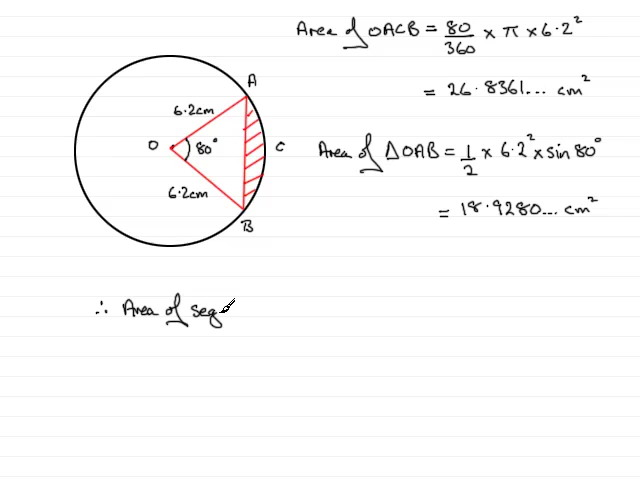 Area of OACB = 80/360 × π × 6·2²
= 26·8361... cm²
A
6·2cm
O
80°
C
6·2cm
B
Area of △OAB = 1/2 × 6·2² × sin 80°
= 18·9280... cm²
∴ Area of seg